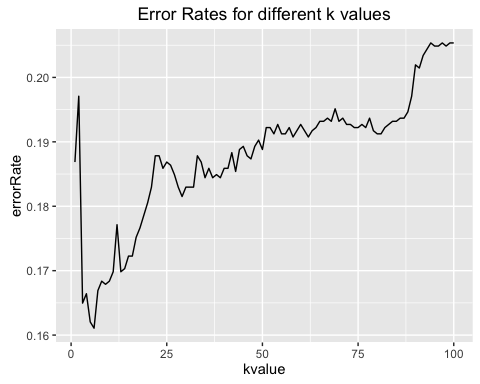 Error Rates for different k values
errorRate
0.20
0.19
0.18
0.17
0.16
0 25 50 75 100
kvalue